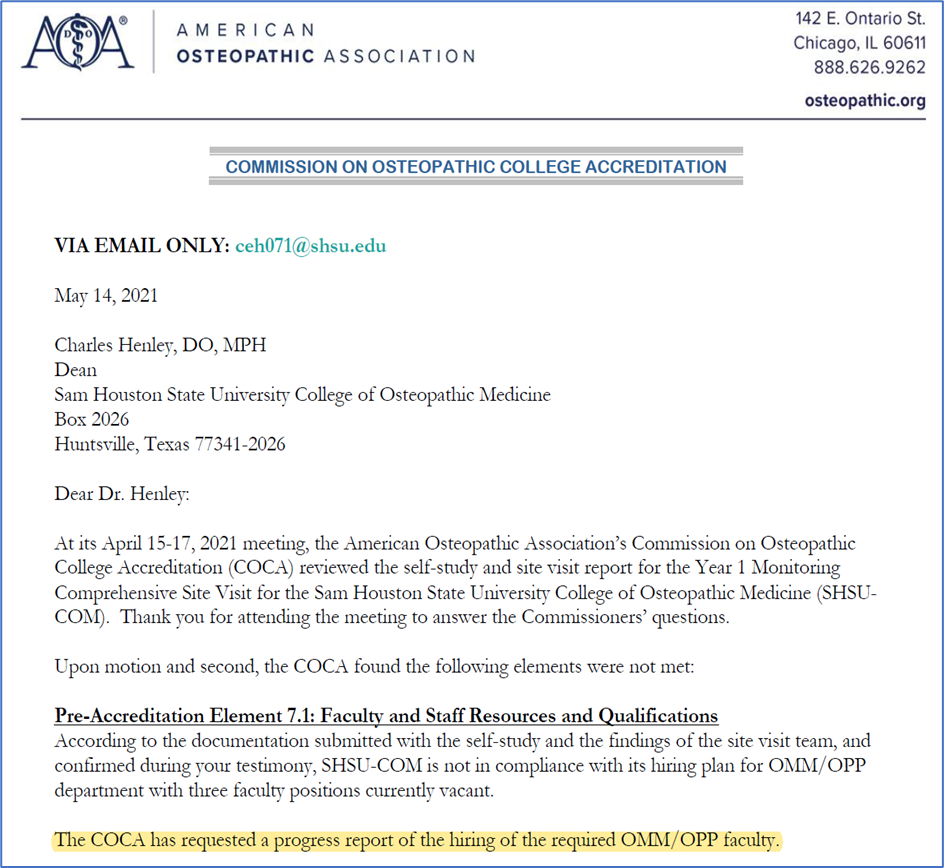 AOA ®
D O
AMERICAN
OSTEOPATHIC ASSOCIATION
142 E. Ontario St.
Chicago, IL 60611
888.626.9262
osteopathic.org
COMMISSION ON OSTEOPATHIC COLLEGE ACCREDITATION
VIA EMAIL ONLY: ceh071@shsu.edu
May 14, 2021
Charles Henley, DO, MPH
Dean
Sam Houston State University College of Osteopathic Medicine
Box 2026
Huntsville, Texas 77341-2026
Dear Dr. Henley:
At its April 15-17, 2021 meeting, the American Osteopathic Association’s Commission on Osteopathic
College Accreditation (COCA) reviewed the self-study and site visit report for the Year 1 Monitoring
Comprehensive Site Visit for the Sam Houston State University College of Osteopathic Medicine (SHSU-
COM). Thank you for attending the meeting to answer the Commissioners’ questions.
Upon motion and second, the COCA found the following elements were not met:
Pre-Accreditation Element 7.1: Faculty and Staff Resources and Qualifications
According to the documentation submitted with the self-study and the findings of the site visit team, and
confirmed during your testimony, SHSU-COM is not in compliance with its hiring plan for OMM/OPP
department with three faculty positions currently vacant.
The COCA has requested a progress report of the hiring of the required OMM/OPP faculty.